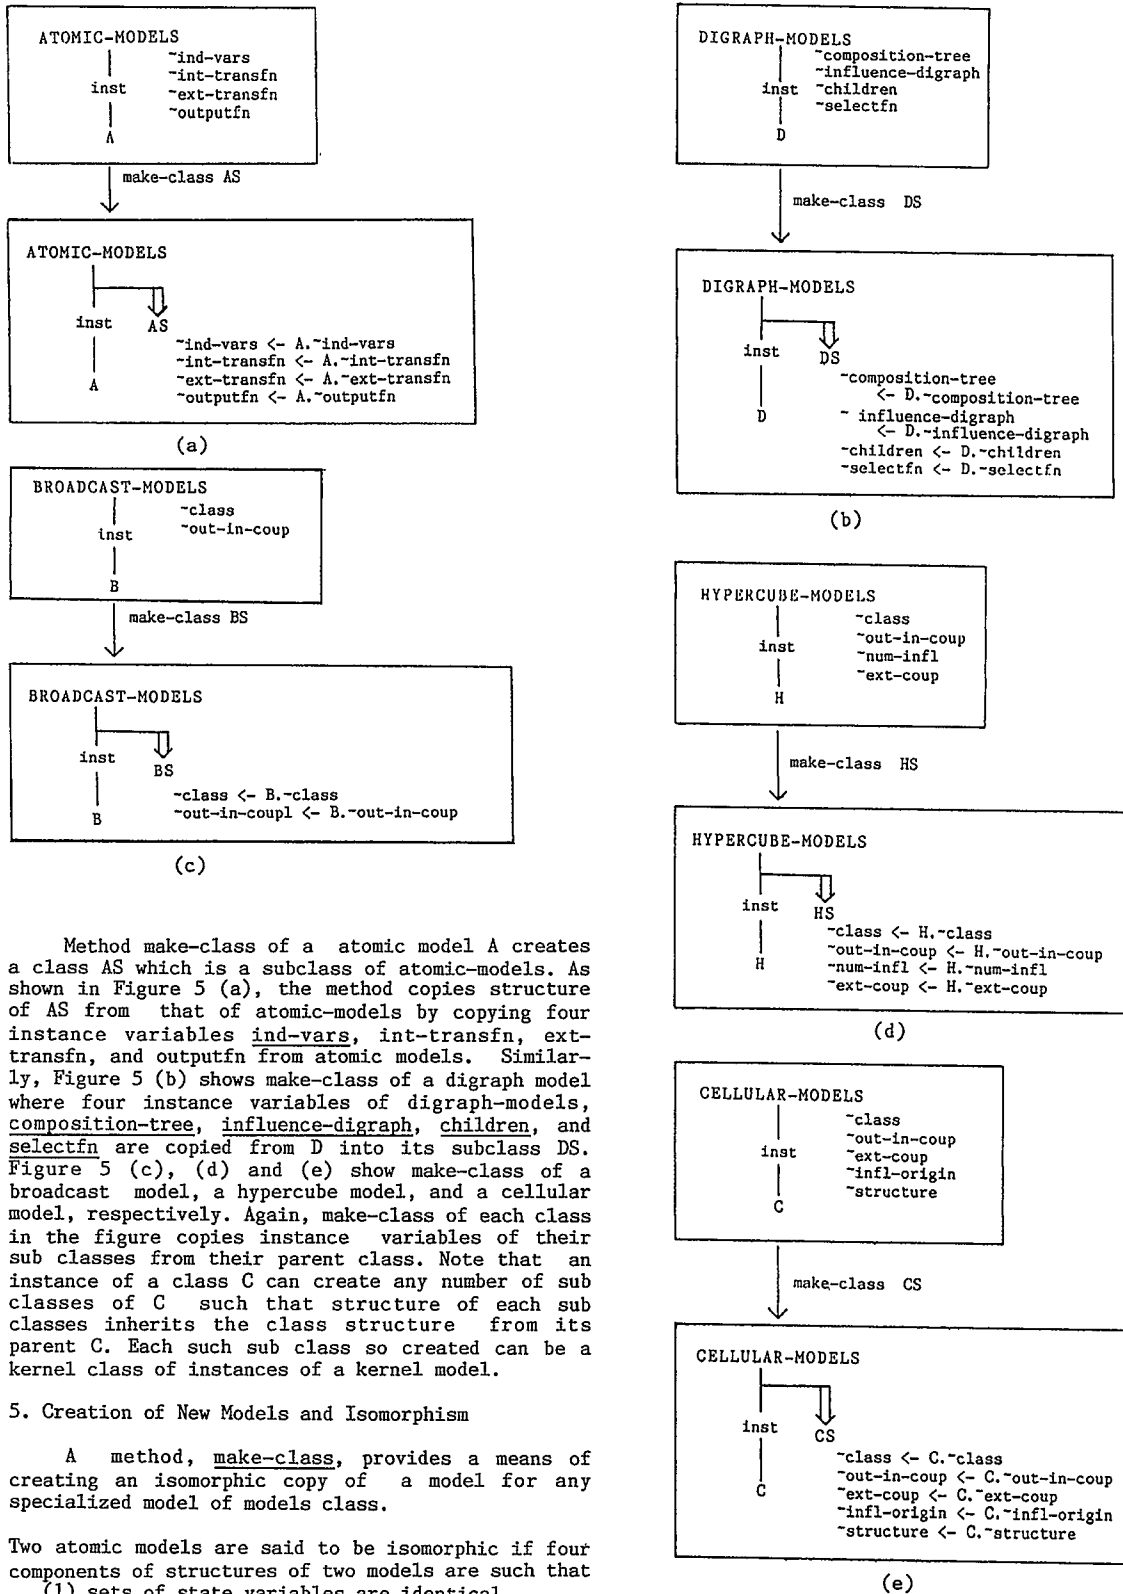 ATOMIC-MODELS
~ind-vars
~int-transfn
inst
~ext-transfn
~outputfn
A
make-class AS
ATOMIC-MODELS
inst
AS
~ind-vars <- A.~ind-vars
~int-transfn <- A.~int-transfn
~ext-transfn <- A.~ext-transfn
A
~outputfn <- A.~outputfn
(a)
BROADCAST-MODELS
~class
~out-in-coup
inst
B
make-class BS
BROADCAST-MODELS
inst
BS
~class <- B.~class
~out-in-coupl <- B.~out-in-coup
B
(c)
Method make-class of a atomic model A creates
a class AS which is a subclass of atomic-models. As
shown in Figure 5 (a), the method copies structure
of AS from that of atomic-models by copying four
instance variables ind-vars, int-transfn, ext-
transfn, and outputfn from atomic models. Similar-
ly, Figure 5 (b) shows make-class of a digraph model
where four instance variables of digraph-models,
composition-tree, influence-digraph, children, and
selectfn are copied from D into its subclass DS.
Figure 5 (c), (d) and (e) show make-class of a
broadcast model, a hypercube model, and a cellular
model, respectively. Again, make-class of each class
in the figure copies instance variables of their
sub classes from their parent class. Note that an
instance of a class C can create any number of sub
classes of C such that structure of each sub
classes inherits the class structure from its
parent C. Each such sub class so created can be a
kernel class of instances of a kernel model.
5. Creation of New Models and Isomorphism
A method, make-class, provides a means of
creating an isomorphic copy of a model for any
specialized model of models class.
Two atomic models are said to be isomorphic if four
components of structures of two models are such that
(1) sets of state variables are identical
DIGRAPH-MODELS
~composition-tree
~influence-digraph
inst
~children
~selectfn
D
make-class DS
DIGRAPH-MODELS
inst
DS
~composition-tree
<- D.~composition-tree
D
~ influence-digraph
<- D.~influence-digraph
~children <- D.~children
~selectfn <- D.~selectfn
(b)
HYPERCUBE-MODELS
~class
~out-in-coup
inst
~num-infl
~ext-coup
H
make-class HS
HYPERCUBE-MODELS
inst
HS
~class <- H.~class
~out-in-coup <- H.~out-in-coup
H
~num-infl <- H.~num-infl
~ext-coup <- H.~ext-coup
(d)
CELLULAR-MODELS
~class
~out-in-coup
inst
~ext-coup
~infl-origin
~structure
C
make-class CS
CELLULAR-MODELS
inst
CS
~class <- C.~class
~out-in-coup <- C.~out-in-coup
C
~ext-coup <- C.~ext-coup
~infl-origin <- C.~infl-origin
~structure <- C.~structure
(e)